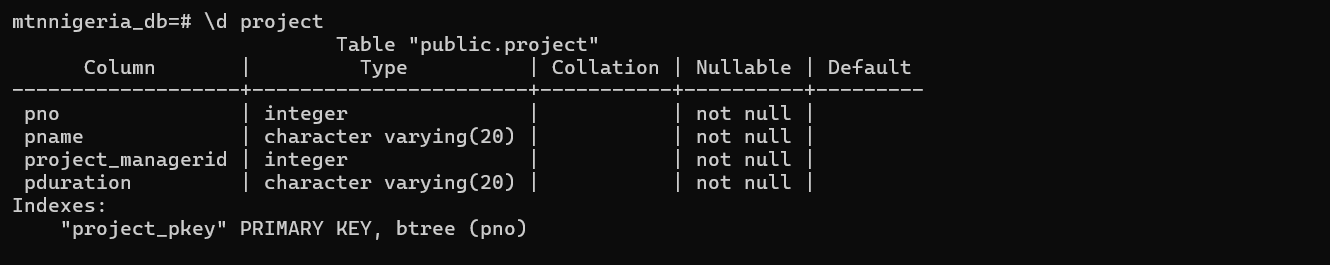 mtnnigeria_db=# \d project
                           Table "public.project"
      Column       |         Type          | Collation | Nullable | Default
-------------------+-----------------------+-----------+----------+---------
 pno               | integer               |           | not null |
 pname             | character varying(20) |           | not null |
 project_managerid | integer               |           | not null |
 pduration         | character varying(20) |           | not null |
Indexes:
    "project_pkey" PRIMARY KEY, btree (pno)